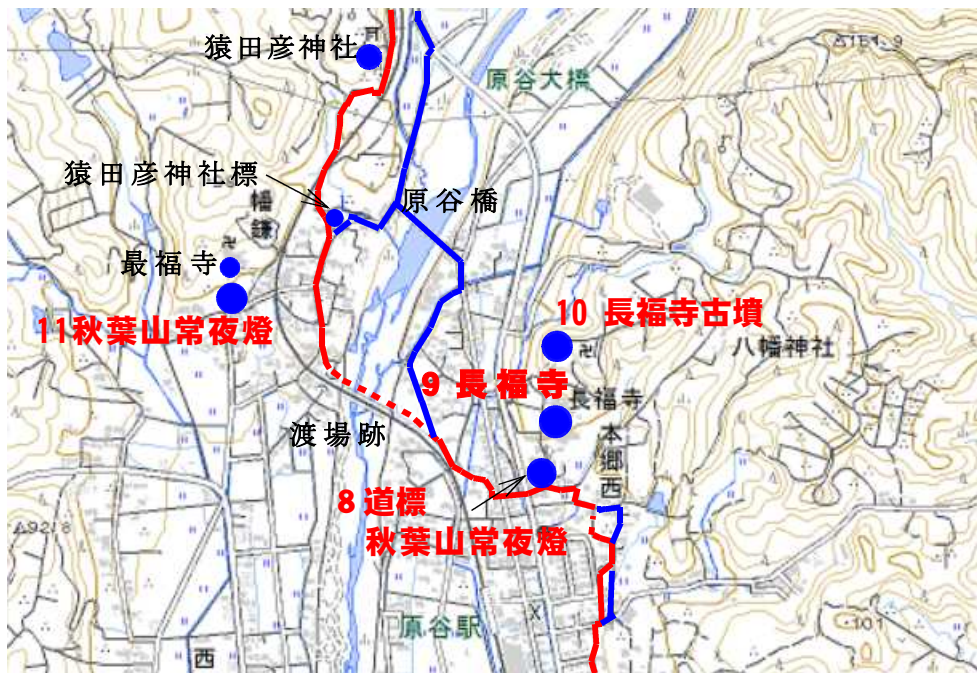 猿田彦神社
原谷大橋
猿田彦神社標
原谷橋
幡鎌
最福寺
10 長福寺古墳
11秋葉山常夜燈
八幡神社
9 長福寺
長福寺
渡場跡
本郷西
8道標
秋葉山常夜燈
原谷駅
101
西